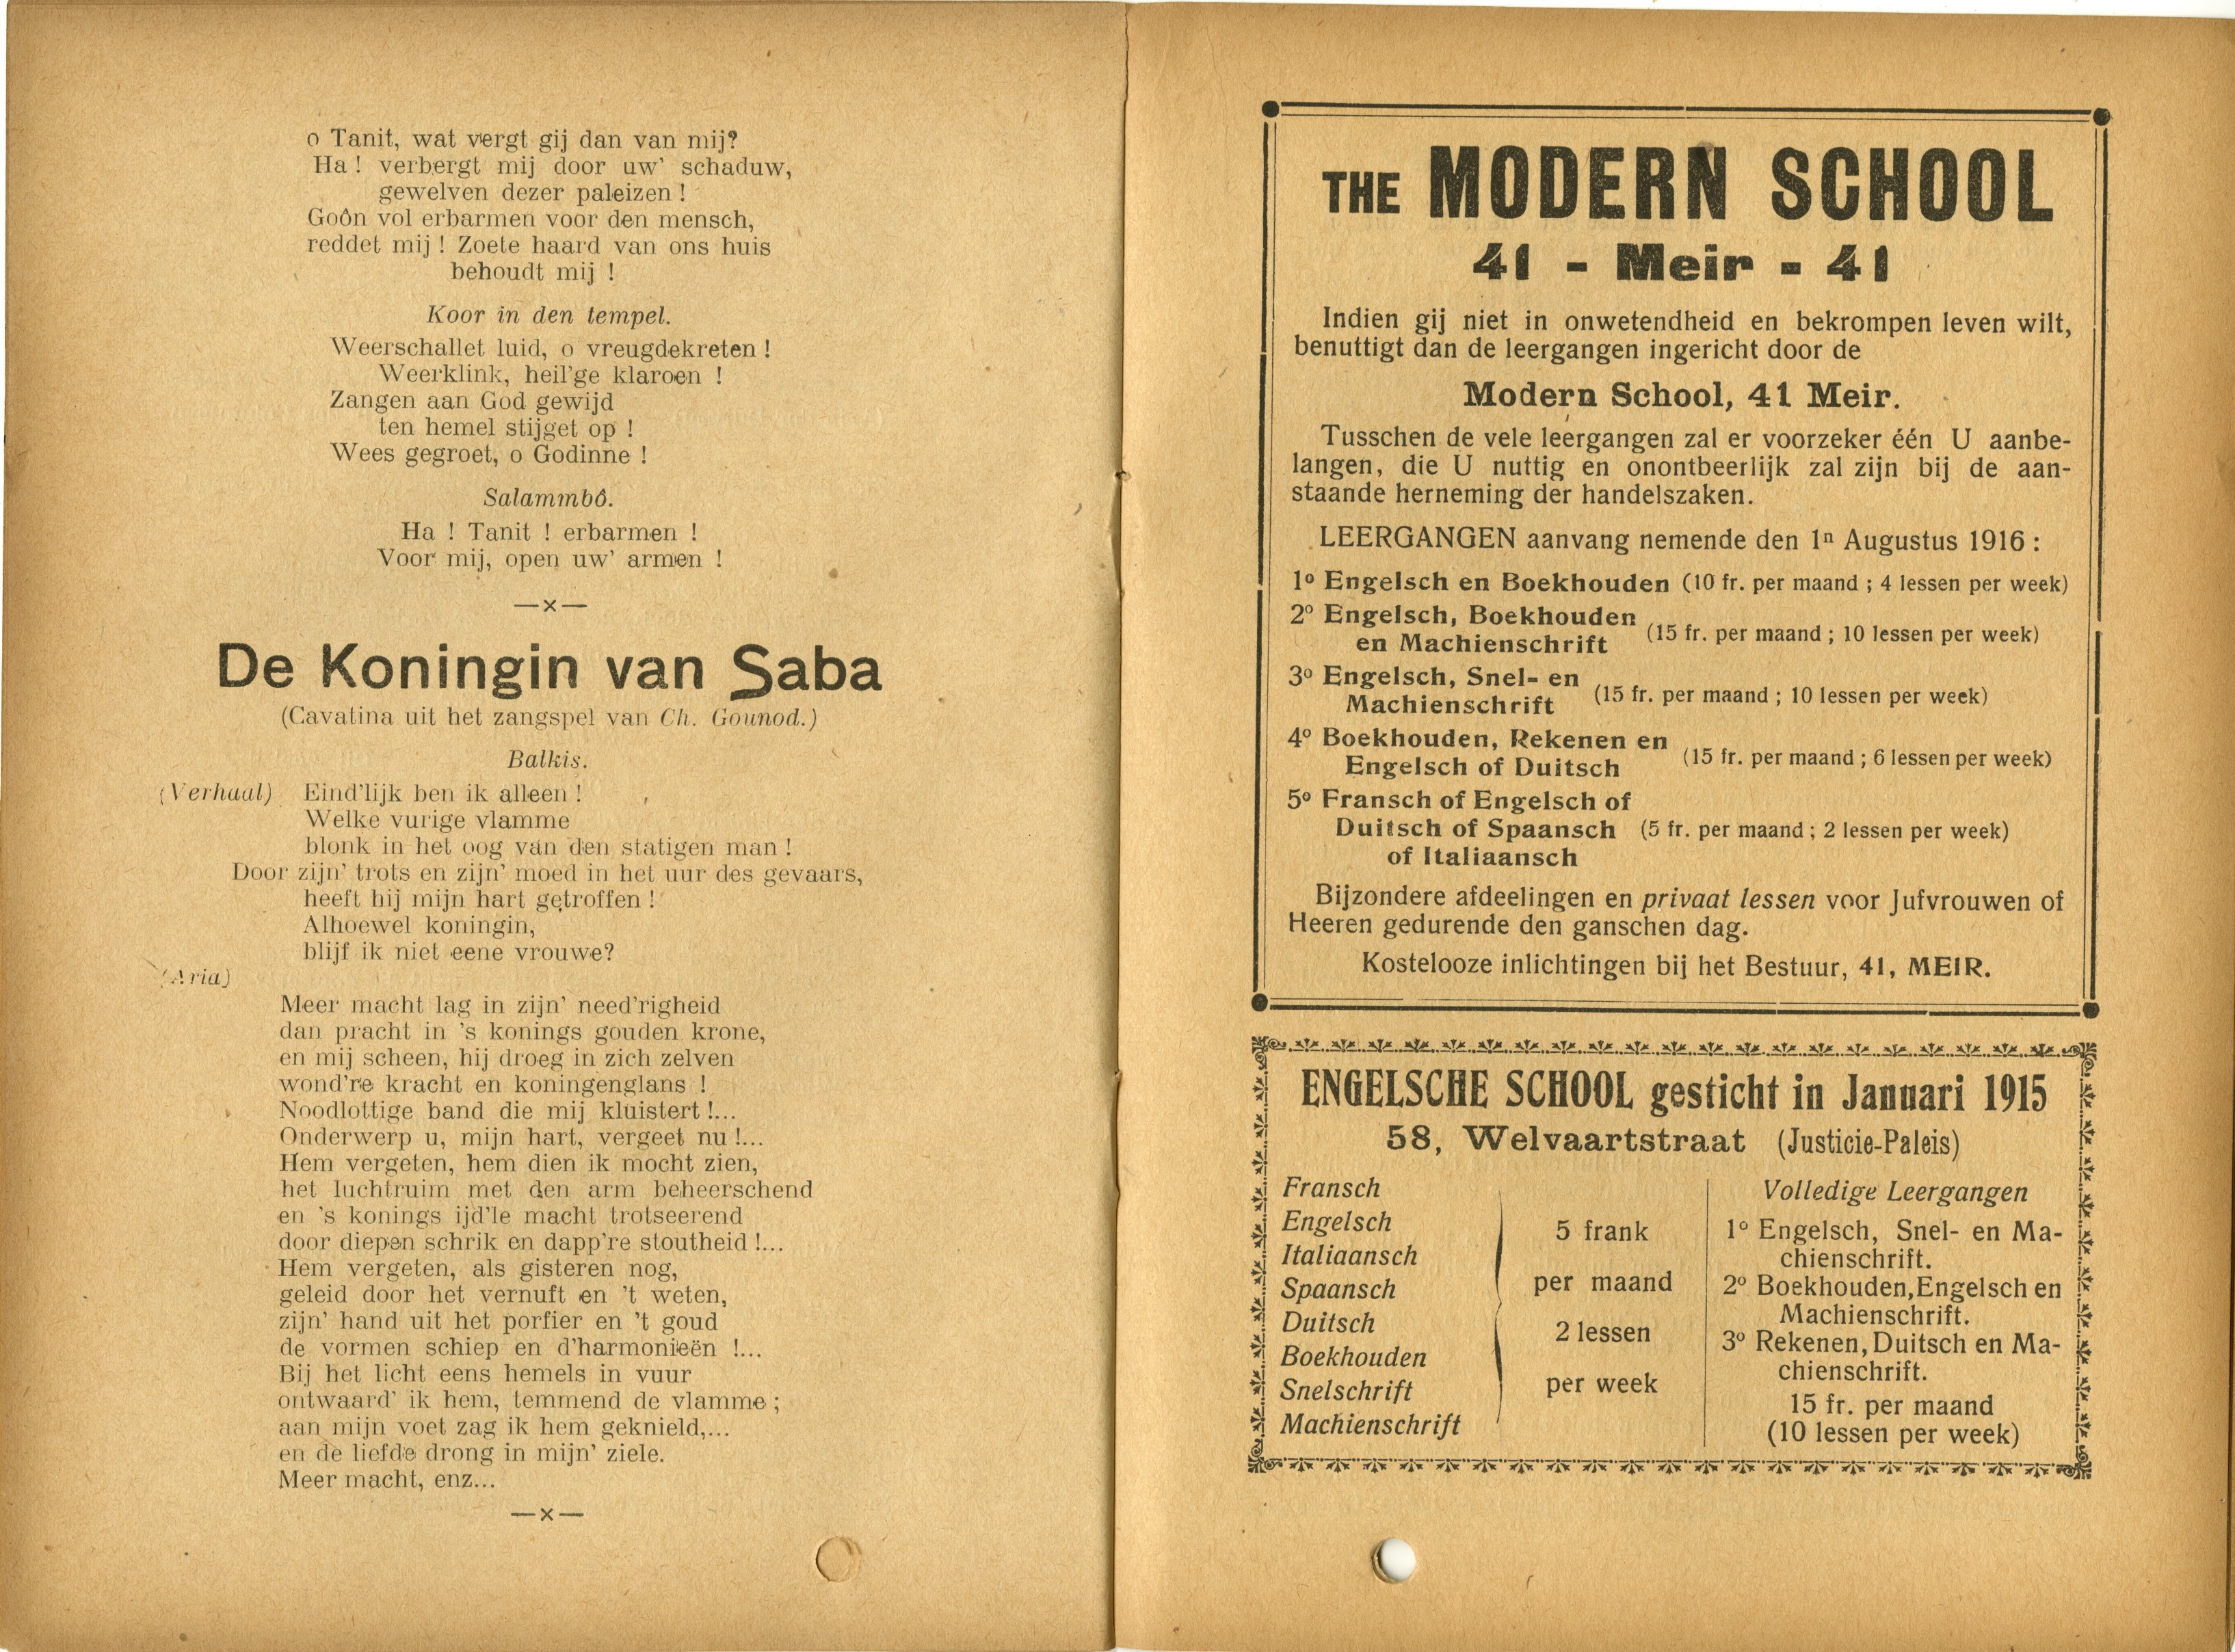 o Tanit, wat vergt gij dan van mij?
Ha ! verbergt mij door uw' schaduw,
gewelven dezer paleizen !
Goôn vol erbarmen voor den mensch,
reddet mij ! Zoete haard van ons huis
behoudt mij !
Koor in den tempel.
Weerschallet luid, o vreugdekreten !
Weerklink, heil'ge klaroen !
Zangen aan God gewijd
ten hemel stijget op !
Wees gegroet, o Godinne !
Salammbô.
Ha ! Tanit ! erbarmen !
Voor mij, open uw' armen !
—x—
De Koningin van Saba
(Cavatina uit het zangspel van Ch. Gounod.)
Balkis.
(Verhaal) Eind'lijk ben ik alleen !
Welke vurige vlamme
blonk in het oog van den statigen man !
Door zijn' trots en zijn' moed in het uur des gevaars,
heeft hij mijn hart getroffen !
Alhoewel koningin,
blijf ik niet eene vrouwe?
(Aria)
Meer macht lag in zijn' need'righeid
dan pracht in 's konings gouden krone,
en mij scheen, hij droeg in zich zelven
wond're kracht en koningenglans !
Noodlottige band die mij kluistert !...
Onderwerp u, mijn hart, vergeet nu !...
Hem vergeten, hem dien ik mocht zien,
het luchtruim met den arm beheerschend
en 's konings ijd'le macht trotseerend
door diepen schrik en dapp're stoutheid !...
Hem vergeten, als gisteren nog,
geleid door het vernuft en 't weten,
zijn' hand uit het porfier en 't goud
de vormen schiep en d'harmonieën !...
Bij het licht eens hemels in vuur
ontwaard' ik hem, temmend de vlamme ;
aan mijn voet zag ik hem geknield,...
en de liefde drong in mijn' ziele.
Meer macht, enz...
—x—
THE MODERN SCHOOL
41 - Meir - 41
Indien gij niet in onwetendheid en bekrompen leven wilt,
benuttigt dan de leergangen ingericht door de
Modern School, 41 Meir.
Tusschen de vele leergangen zal er voorzeker één U aanbe-
langen, die U nuttig en onontbeerlijk zal zijn bij de aan-
staande herneming der handelszaken.
LEERGANGEN aanvang nemende den 1n Augustus 1916 :
1º Engelsch en Boekhouden (10 fr. per maand ; 4 lessen per week)
2º Engelsch, Boekhouden
en Machienschrift (15 fr. per maand ; 10 lessen per week)
3º Engelsch, Snel- en
Machienschrift (15 fr. per maand ; 10 lessen per week)
4º Boekhouden, Rekenen en
Engelsch of Duitsch (15 fr. per maand ; 6 lessen per week)
5º Fransch of Engelsch of
Duitsch of Spaansch (5 fr. per maand ; 2 lessen per week)
of Italiaansch
Bijzondere afdeelingen en privaat lessen voor Jufvrouwen of
Heeren gedurende den ganschen dag.
Kostelooze inlichtingen bij het Bestuur, 41, MEIR.
ENGELSCHE SCHOOL gesticht in Januari 1915
58, Welvaartstraat (Justicie-Paleis)
Fransch
Engelsch
Italiaansch
Spaansch
Duitsch
Boekhouden
Snelschrift
Machienschrift
5 frank
per maand
2 lessen
per week
Volledige Leergangen
1º Engelsch, Snel- en Ma-
chienschrift.
2º Boekhouden, Engelsch en
Machienschrift.
3º Rekenen, Duitsch en Ma-
chienschrift.
15 fr. per maand
(10 lessen per week)